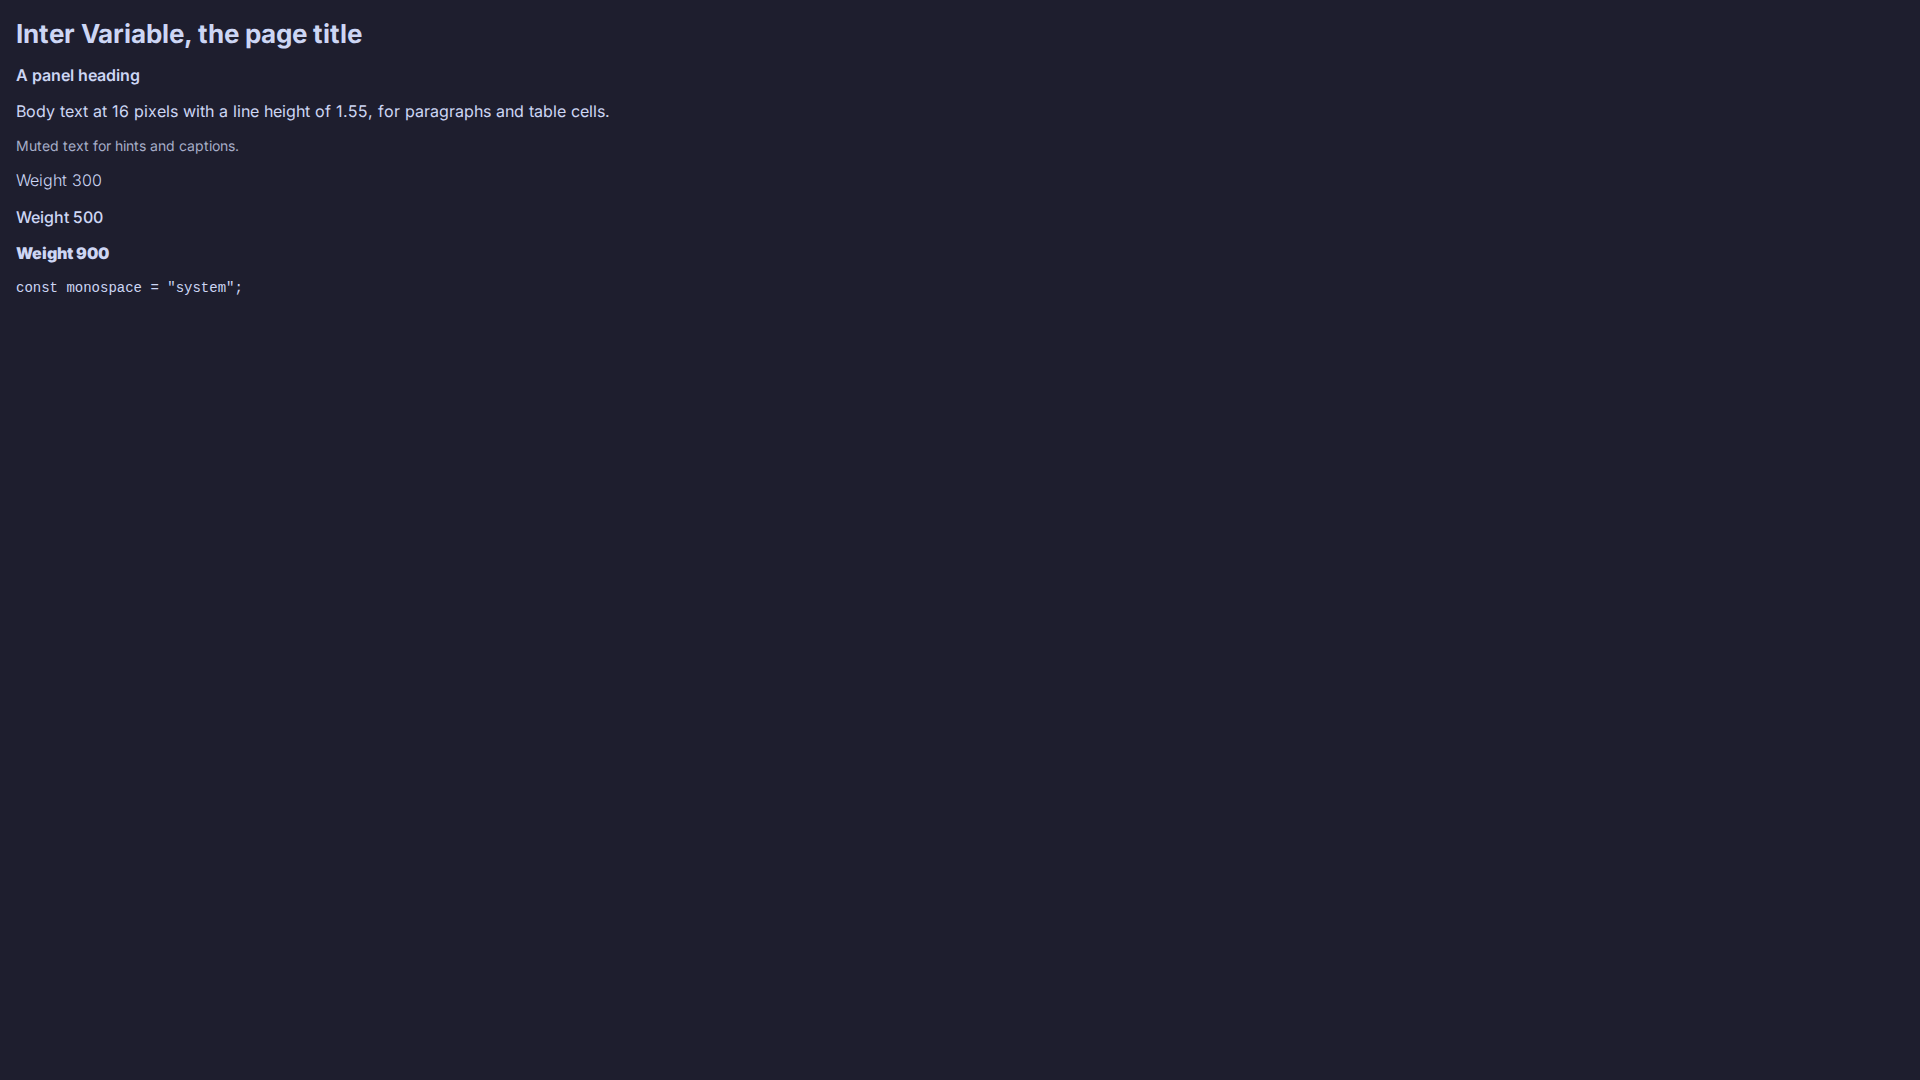 Inter Variable, the page title
A panel heading
Body text at 16 pixels with a line height of 1.55, for paragraphs and table cells.
Muted text for hints and captions.
Weight 300
Weight 500
Weight 900
const monospace = "system";